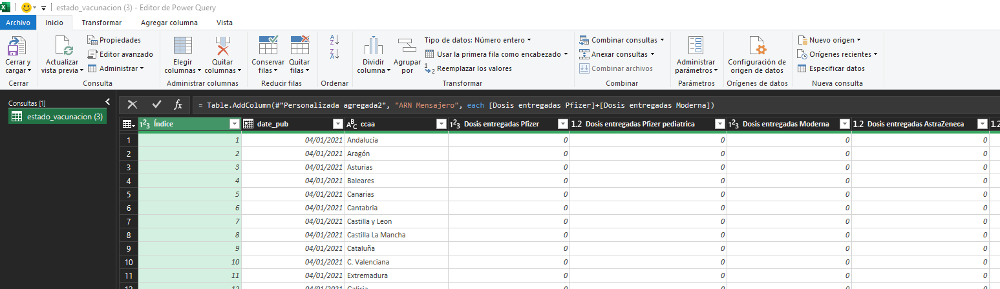 estado_vacunacion (3) - Editor de Power Query
Archivo Inicio Transformar Agregar columna Vista
Cerrar y cargar
Cerrar
Actualizar vista previa
Propiedades
Editor avanzado
Administrar
Consulta
Elegir columnas
Quitar columnas
Administrar columnas
Conservar filas
Quitar filas
Reducir filas
Ordenar
Dividir columna
Agrupar por
Tipo de datos: Número entero
Usar la primera fila como encabezado
Reemplazar los valores
Transformar
Combinar consultas
Anexar consultas
Combinar archivos
Combinar
Administrar parámetros
Parámetros
Configuración de origen de datos
Orígenes de datos
Nuevo origen
Orígenes recientes
Especificar datos
Nueva consulta
Consultas [1]
estado_vacunacion (3)
= Table.AddColumn(#"Personalizada agregada2", "ARN Mensajero", each [Dosis entregadas Pfizer]+[Dosis entregadas Moderna])
Índice date_pub ccaa Dosis entregadas Pfizer 1.2 Dosis entregadas Pfizer pediatrica Dosis entregadas Moderna 1.2 Dosis entregadas AstraZeneca 1.2
1 1 04/01/2021 Andalucía 0 0 0 0
2 2 04/01/2021 Aragón 0 0 0 0
3 3 04/01/2021 Asturias 0 0 0 0
4 4 04/01/2021 Baleares 0 0 0 0
5 5 04/01/2021 Canarias 0 0 0 0
6 6 04/01/2021 Cantabria 0 0 0 0
7 7 04/01/2021 Castilla y Leon 0 0 0 0
8 8 04/01/2021 Castilla La Mancha 0 0 0 0
9 9 04/01/2021 Cataluña 0 0 0 0
10 10 04/01/2021 C. Valenciana 0 0 0 0
11 11 04/01/2021 Extremadura 0 0 0 0
12 12 04/01/2021 Galicia 0 0 0 0